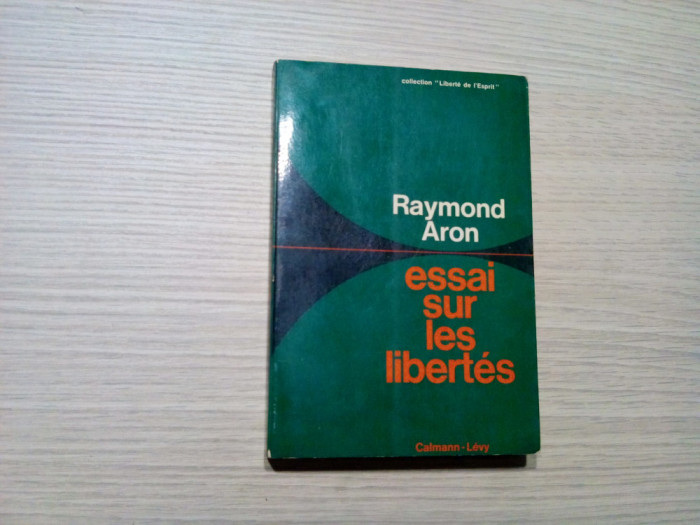 collection "Liberté de l'Esprit"
Raymond
Aron
essai
sur
les
libertés
Calmann-Lévy